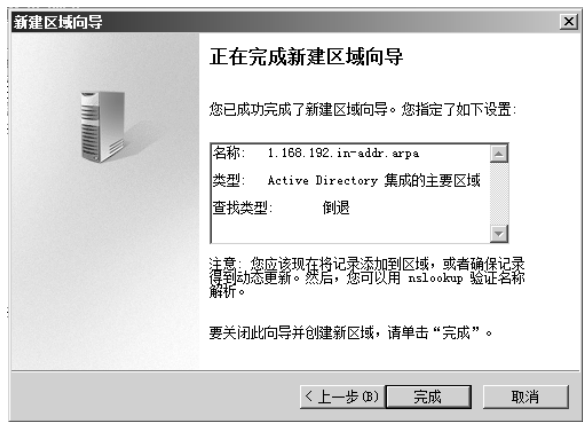 新建区域向导
正在完成新建区域向导
您已成功完成了新建区域向导。您指定了如下设置:
名称: 1.168.192.in-addr.arpa
类型: Active Directory 集成的主要区域
查找类型: 倒退
注意: 您应该现在将记录添加到区域，或者确保记录
得到动态更新。然后，您可以用 nslookup 验证名称
解析。
要关闭此向导并创建新区域，请单击“完成”。
< 上一步(B) 完成 取消